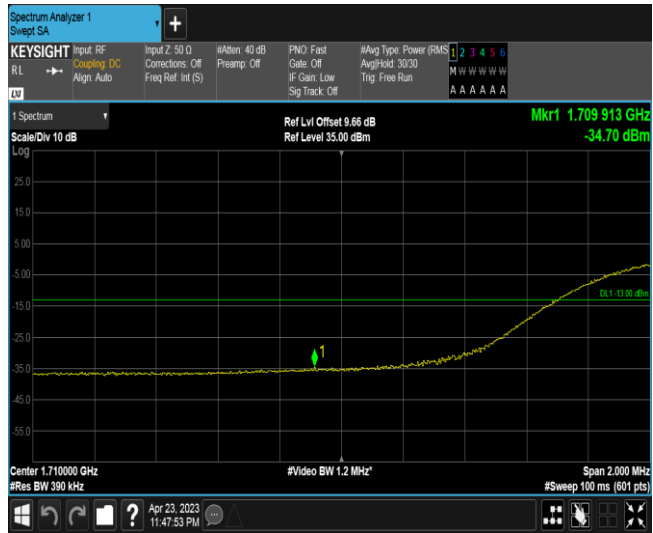 Spectrum Analyzer 1
Swept SA
+
KEYSIGHT
RL
LXI
Input: RF
Coupling: DC
Align: Auto
Input Z: 50 Ω
Corrections: Off
Freq Ref: Int (S)
#Atten: 40 dB
Preamp: Off
PNO: Fast
Gate: Off
IF Gain: Low
Sig Track: Off
#Avg Type: Power (RMS
Avg|Hold: 30/30
Trig: Free Run
1 2 3 4 5 6
M W W W W W
A A A A A A
1 Spectrum
Scale/Div 10 dB
Log
Ref Lvl Offset 9.66 dB
Ref Level 35.00 dBm
Mkr1 1.709 913 GHz
-34.70 dBm
25.0
15.0
5.00
-5.00
-15.0
-25.0
-35.0
-45.0
-55.0
DL1 -13.00 dBm
1
Center 1.710000 GHz
#Res BW 390 kHz
#Video BW 1.2 MHz*
Span 2.000 MHz
#Sweep 100 ms (601 pts)
?
Apr 23, 2023
11:47:53 PM